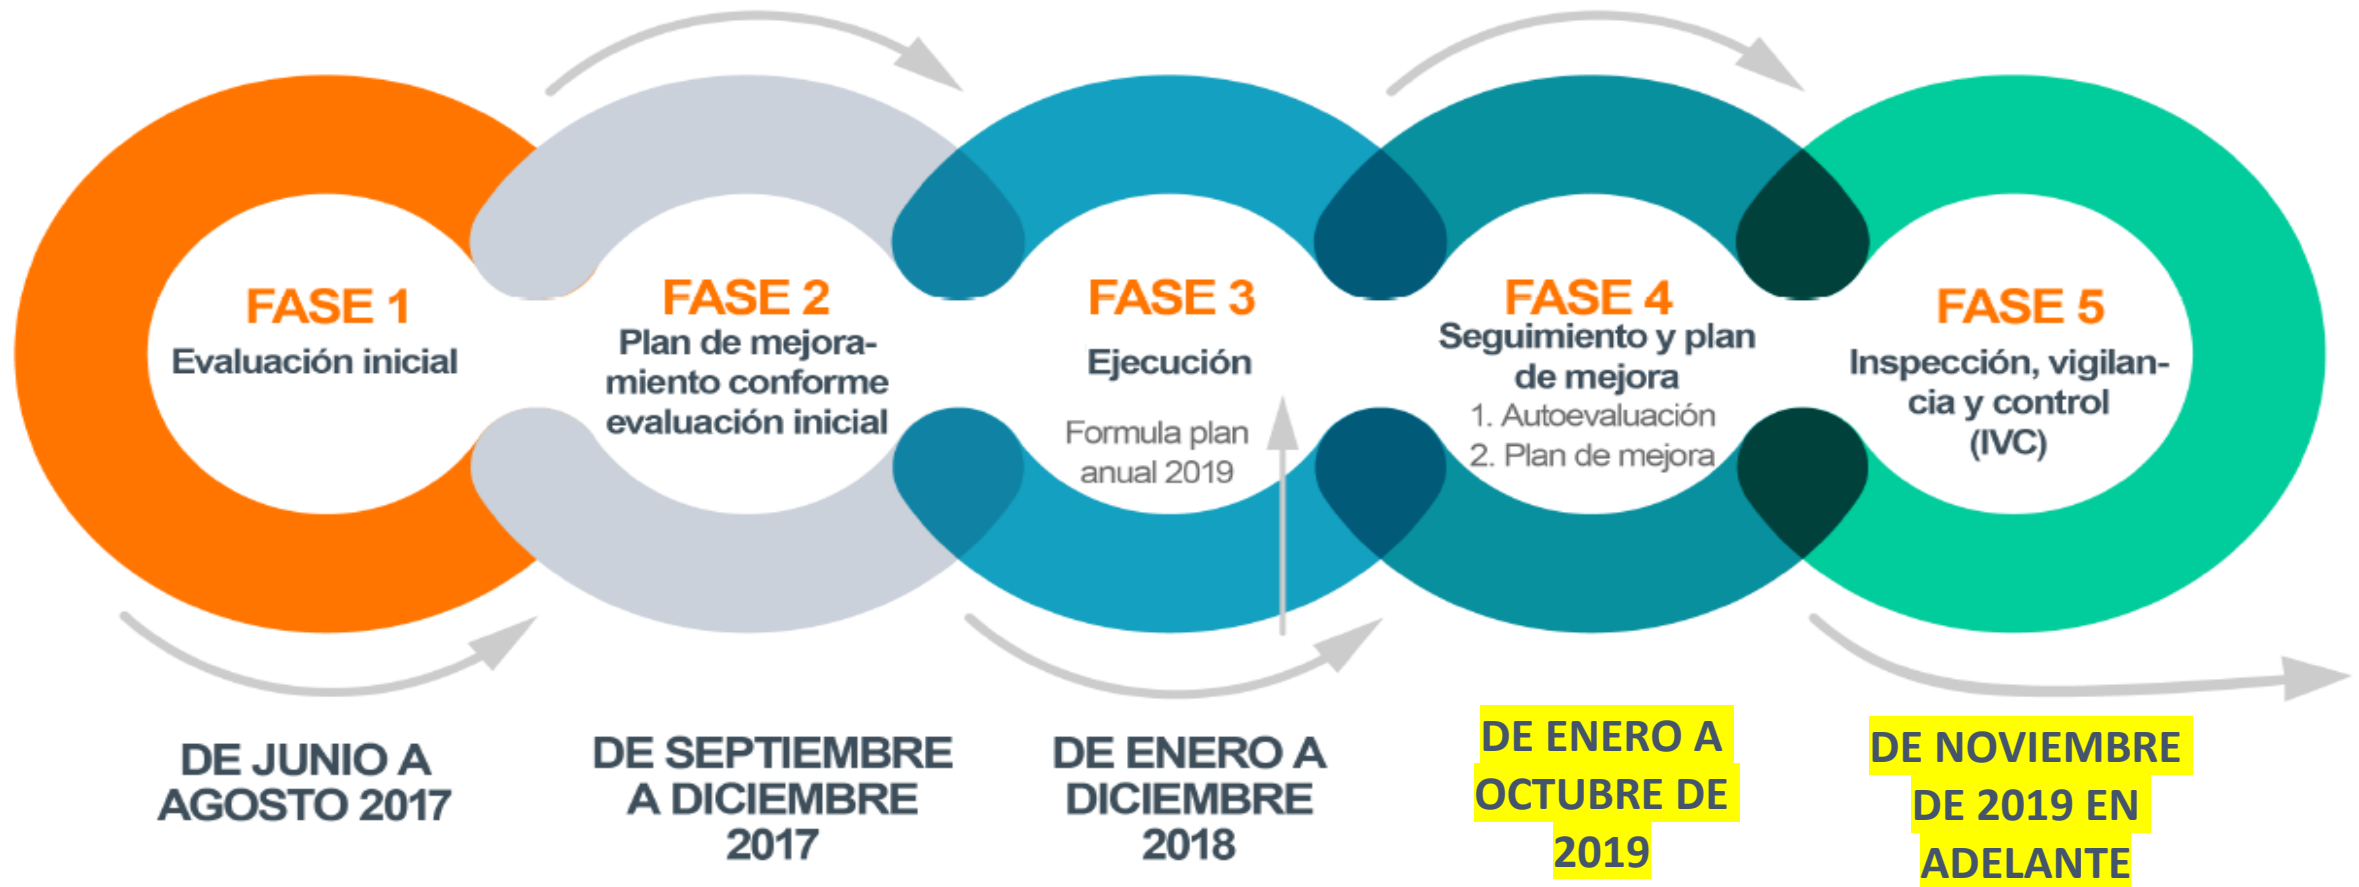 FASE 1
Evaluación inicial
FASE 2
Plan de mejora-
miento conforme
evaluación inicial
FASE 3
Ejecución
Formula plan
anual 2019
FASE 4
Seguimiento y plan
de mejora
1. Autoevaluación
2. Plan de mejora
FASE 5
Inspección, vigilan-
cia y control
(IVC)
DE JUNIO A
AGOSTO 2017
DE SEPTIEMBRE
A DICIEMBRE
2017
DE ENERO A
DICIEMBRE
2018
DE ENERO A
OCTUBRE DE
2019
DE NOVIEMBRE
DE 2019 EN
ADELANTE